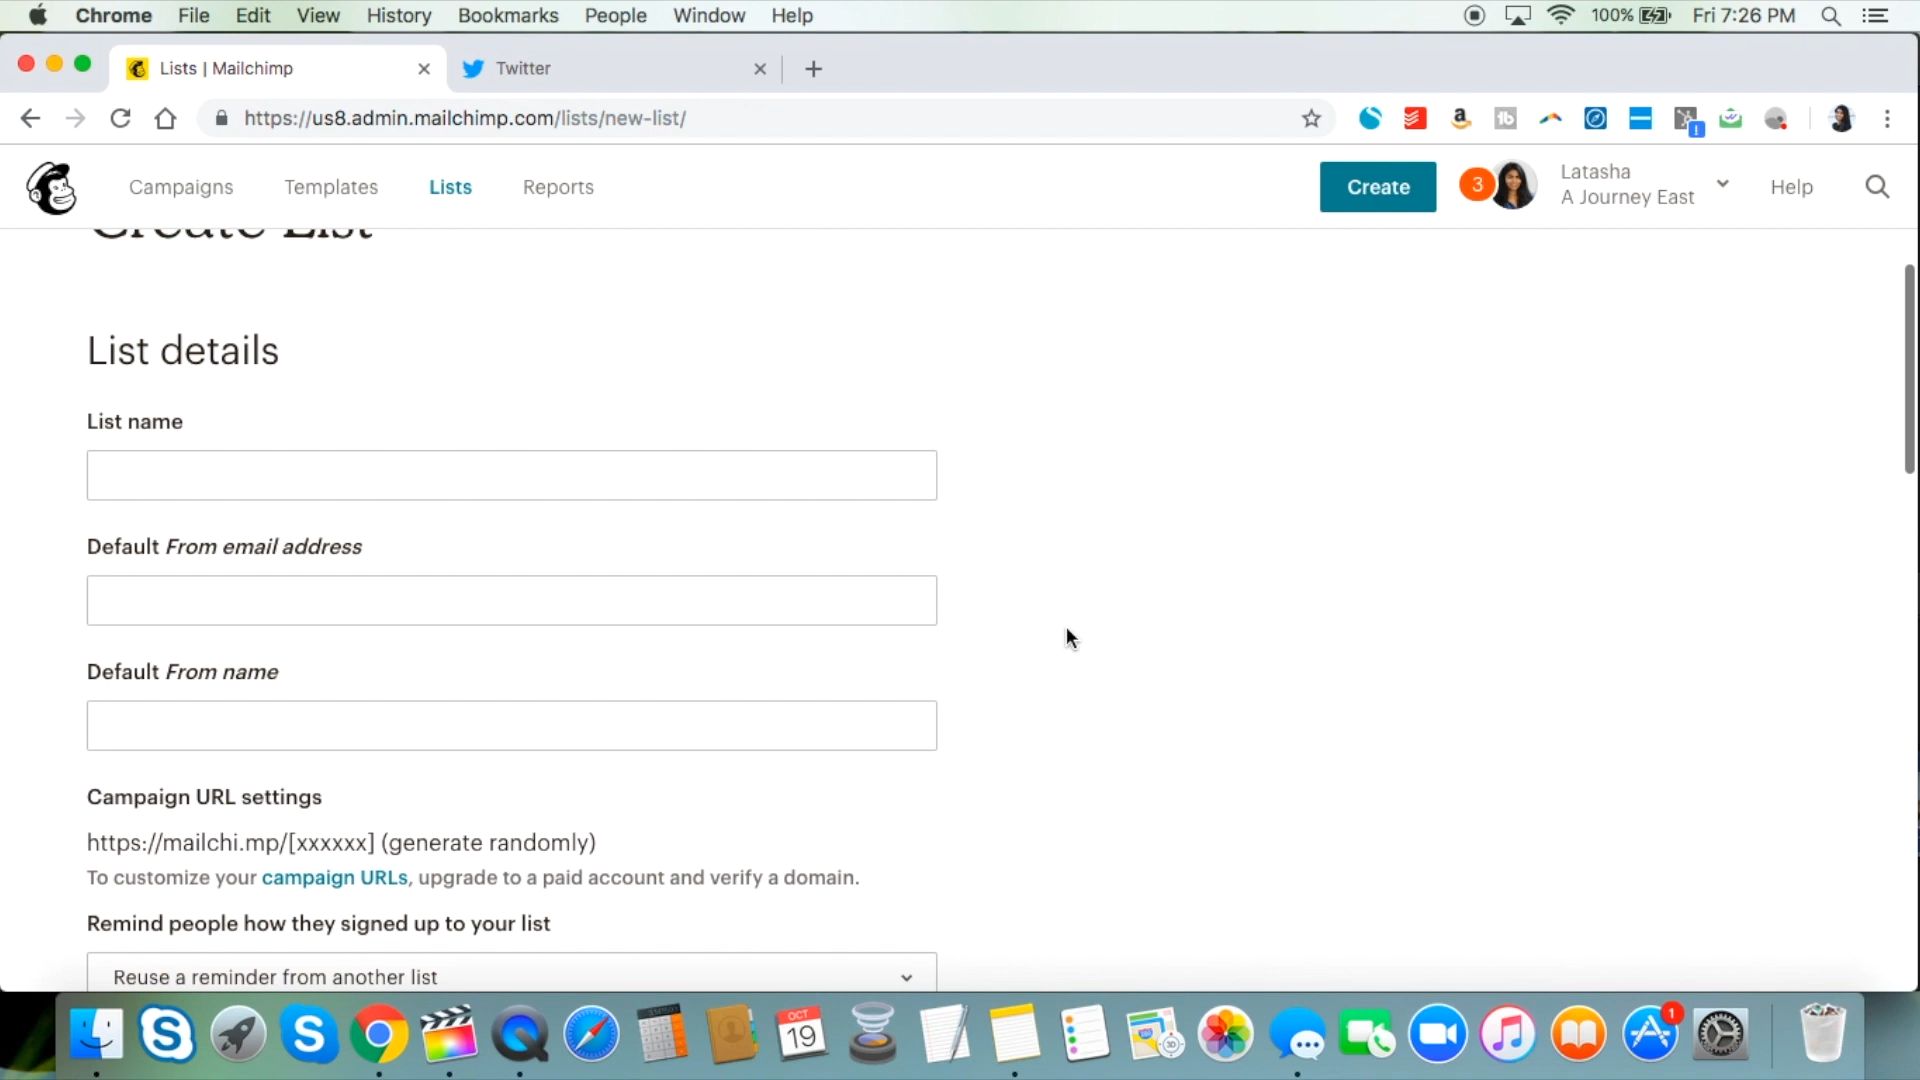 Chrome File Edit View History Bookmarks People Window Help 100% Fri 7:26 PM
Lists | Mailchimp Twitter
https://us8.admin.mailchimp.com/lists/new-list/
Campaigns Templates Lists Reports Create 3 Latasha A Journey East Help
Create List
List details
List name
Default From email address
Default From name
Campaign URL settings
https://mailchi.mp/[xxxxxx] (generate randomly)
To customize your campaign URLs, upgrade to a paid account and verify a domain.
Remind people how they signed up to your list
Reuse a reminder from another list
OCT
19
1